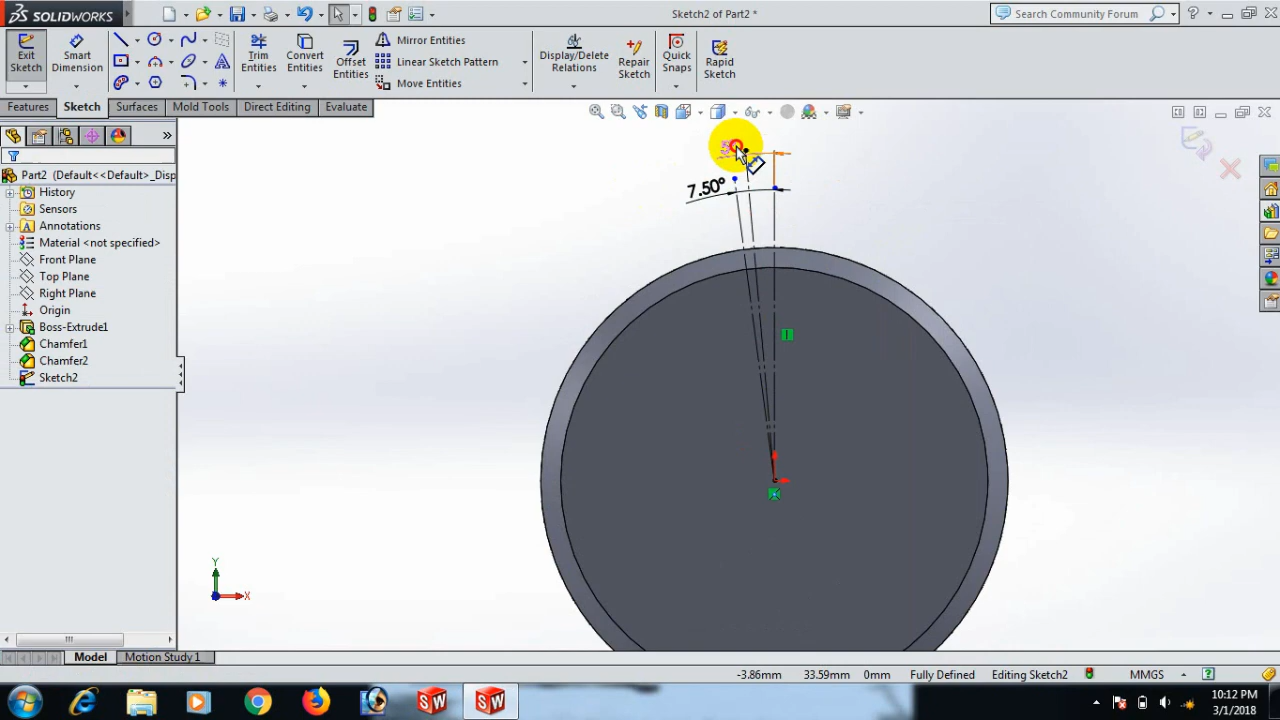 SOLIDWORKS
Sketch2 of Part2 *
Search Community Forum
Exit Sketch
Smart Dimension
Trim Entities
Convert Entities
Offset Entities
Mirror Entities
Linear Sketch Pattern
Move Entities
Display/Delete Relations
Repair Sketch
Quick Snaps
Rapid Sketch
Features
Sketch
Surfaces
Mold Tools
Direct Editing
Evaluate
Part2 (Default<<Default>_Disp
History
Sensors
Annotations
Material <not specified>
Front Plane
Top Plane
Right Plane
Origin
Boss-Extrude1
Chamfer1
Chamfer2
Sketch2
7.50°
Y
X
Model
Motion Study 1
-3.86mm
33.59mm
0mm
Fully Defined
Editing Sketch2
MMGS
SW
SW
10:12 PM
3/1/2018